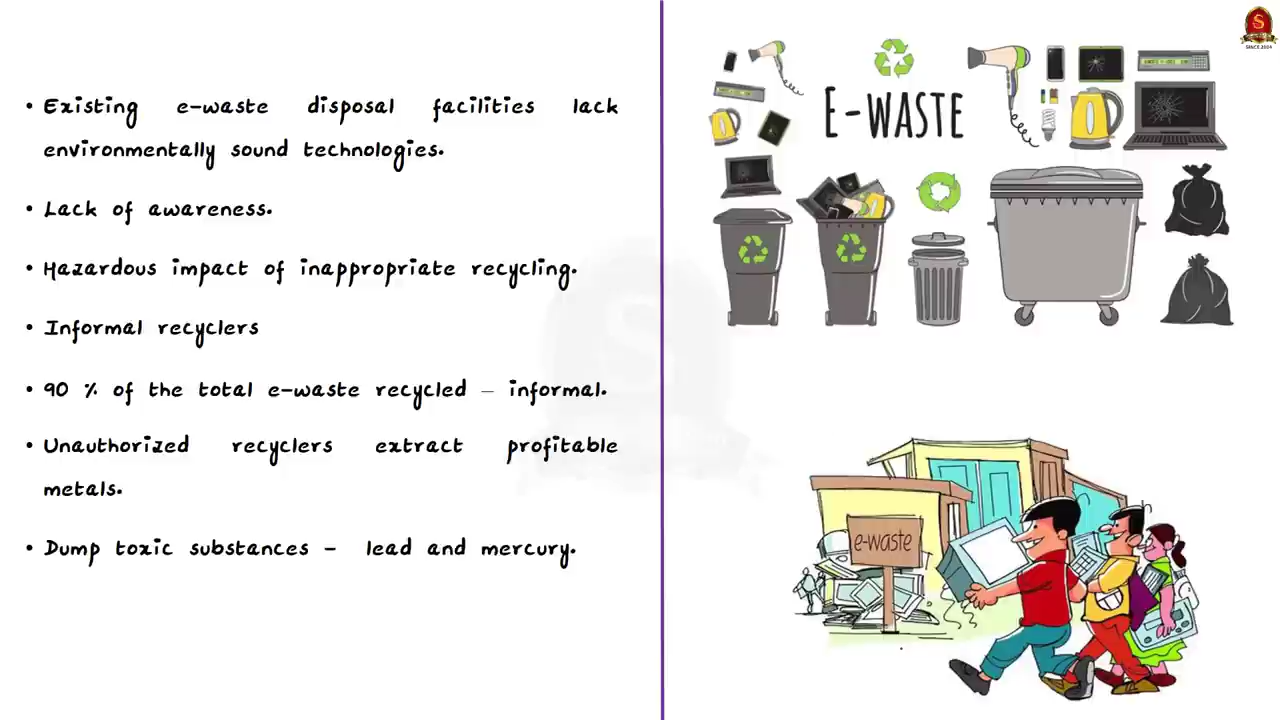 • Existing e-waste disposal facilities lack
environmentally sound technologies.
• Lack of awareness.
• Hazardous impact of inappropriate recycling.
• Informal recyclers
• 90 % of the total e-waste recycled – informal.
• Unauthorized recyclers extract profitable
metals.
• Dump toxic substances - lead and mercury.
E-WASTE
e-waste
S
SINCE 2004